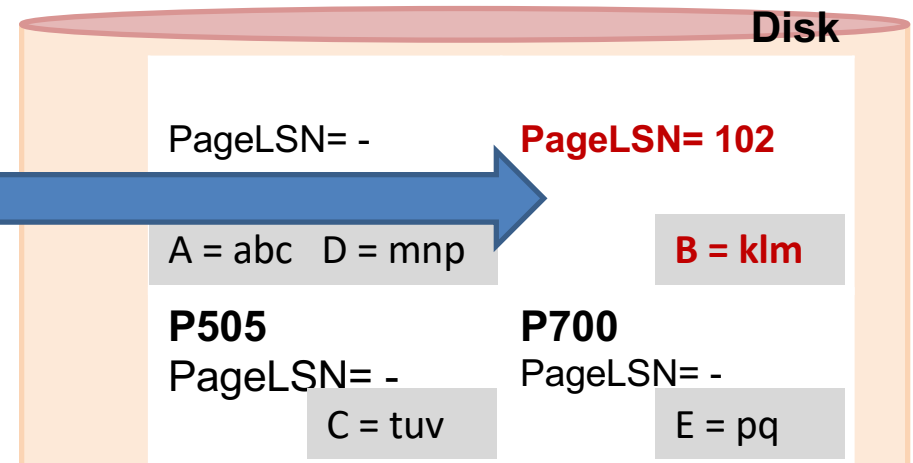 Disk
PageLSN= - PageLSN= 102
A = abc D = mnp B = klm
P505 P700
PageLSN= - PageLSN= -
C = tuv E = pq